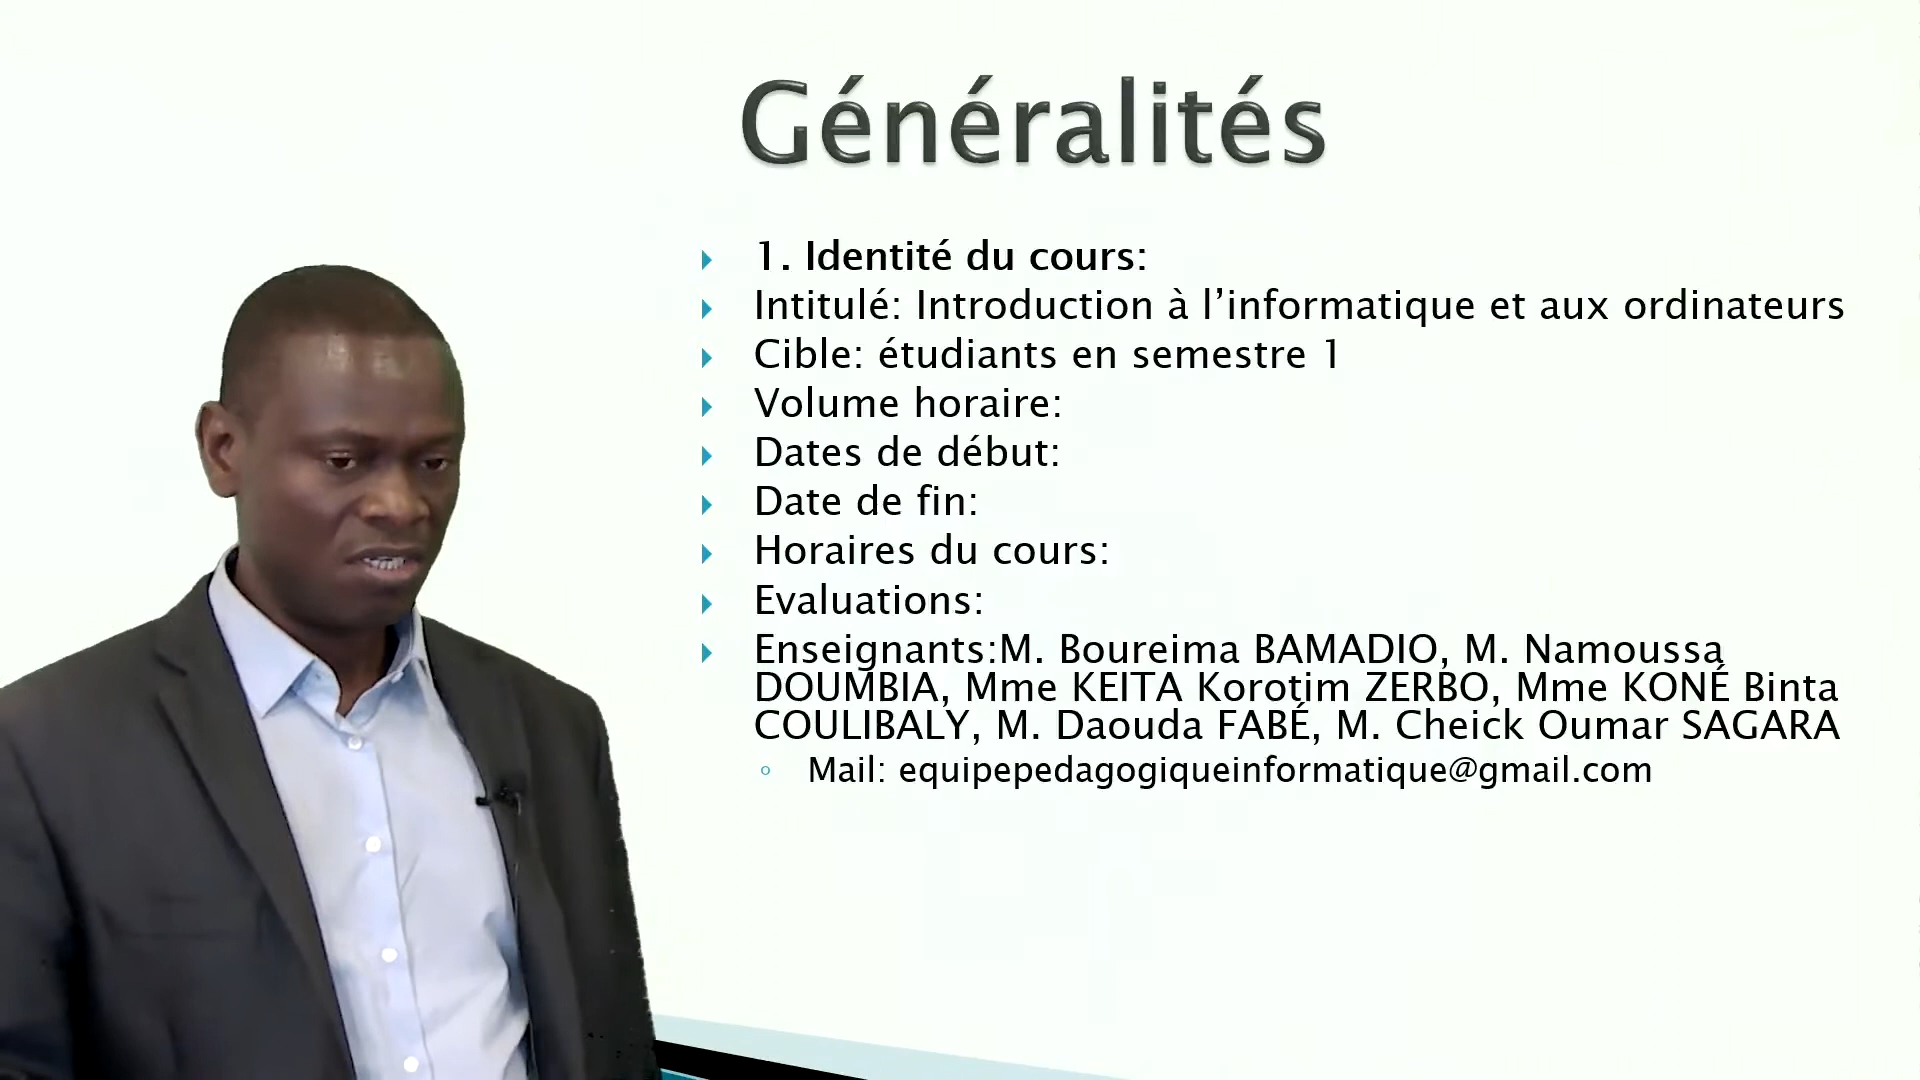 Généralités
1. Identité du cours:
Intitulé: Introduction à l’informatique et aux ordinateurs
Cible: étudiants en semestre 1
Volume horaire:
Dates de début:
Date de fin:
Horaires du cours:
Evaluations:
Enseignants:M. Boureima BAMADIO, M. Namoussa
DOUMBIA, Mme KEITA Korotim ZERBO, Mme KONÉ Binta
COULIBALY, M. Daouda FABÉ, M. Cheick Oumar SAGARA
Mail: equipepedagogiqueinformatique@gmail.com